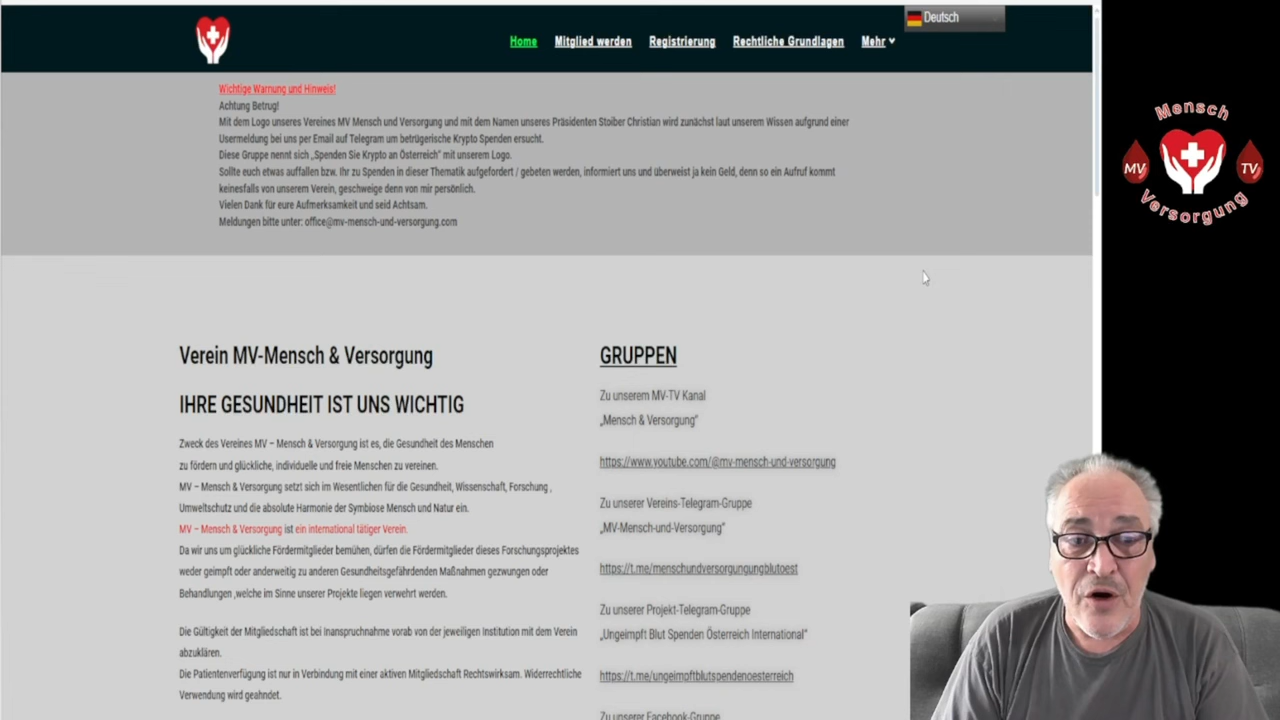 Deutsch
Home Mitglied werden Registrierung Rechtliche Grundlagen Mehr
Wichtige Warnung und Hinweis!
Achtung Betrug!
Mit dem Logo unseres Vereines MV Mensch und Versorgung und mit dem Namen unseres Präsidenten Stoiber Christian wird zunächst laut unserem Wissen aufgrund einer
Usermeldung bei uns per Email auf Telegram um betrügerische Krypto Spenden ersucht.
Diese Gruppe nennt sich „Spenden Sie Krypto an Österreich" mit unserem Logo.
Sollte euch etwas auffallen bzw. Ihr zu Spenden in dieser Thematik aufgefordert / gebeten werden, informiert uns und überweist ja kein Geld, denn so ein Aufruf kommt
keinesfalls von unserem Verein, geschweige denn von mir persönlich.
Vielen Dank für eure Aufmerksamkeit und seid Achtsam.
Meldungen bitte unter: office@mv-mensch-und-versorgung.com
Mensch
MV TV
Versorgung
Verein MV-Mensch & Versorgung
IHRE GESUNDHEIT IST UNS WICHTIG
Zweck des Vereines MV – Mensch & Versorgung ist es, die Gesundheit des Menschen
zu fördern und glückliche, individuelle und freie Menschen zu vereinen.
MV – Mensch & Versorgung setzt sich im Wesentlichen für die Gesundheit, Wissenschaft, Forschung ,
Umweltschutz und die absolute Harmonie der Symbiose Mensch und Natur ein.
MV – Mensch & Versorgung ist ein international tätiger Verein.
Da wir uns um glückliche Fördermitglieder bemühen, dürfen die Fördermitglieder dieses Forschungsprojektes
weder geimpft oder anderweitig zu anderen Gesundheitsgefährdenden Maßnahmen gezwungen oder
Behandlungen ,welche im Sinne unserer Projekte liegen verwehrt werden.
Die Gültigkeit der Mitgliedschaft ist bei Inanspruchnahme vorab von der jeweiligen Institution mit dem Verein
abzuklären.
Die Patientenverfügung ist nur in Verbindung mit einer aktiven Mitgliedschaft Rechtswirksam. Widerrechtliche
Verwendung wird geahndet.
GRUPPEN
Zu unserem MV-TV Kanal
„Mensch & Versorgung"
https://www.youtube.com/@mv-mensch-und-versorgung
Zu unserer Vereins-Telegram-Gruppe
„MV-Mensch-und-Versorgung"
https://t.me/menschundversorgungungblutoest
Zu unserer Projekt-Telegram-Gruppe
„Ungeimpft Blut Spenden Österreich International"
https://t.me/ungeimpftblutspendenoesterreich
Zu unserer Facebook-Gruppe